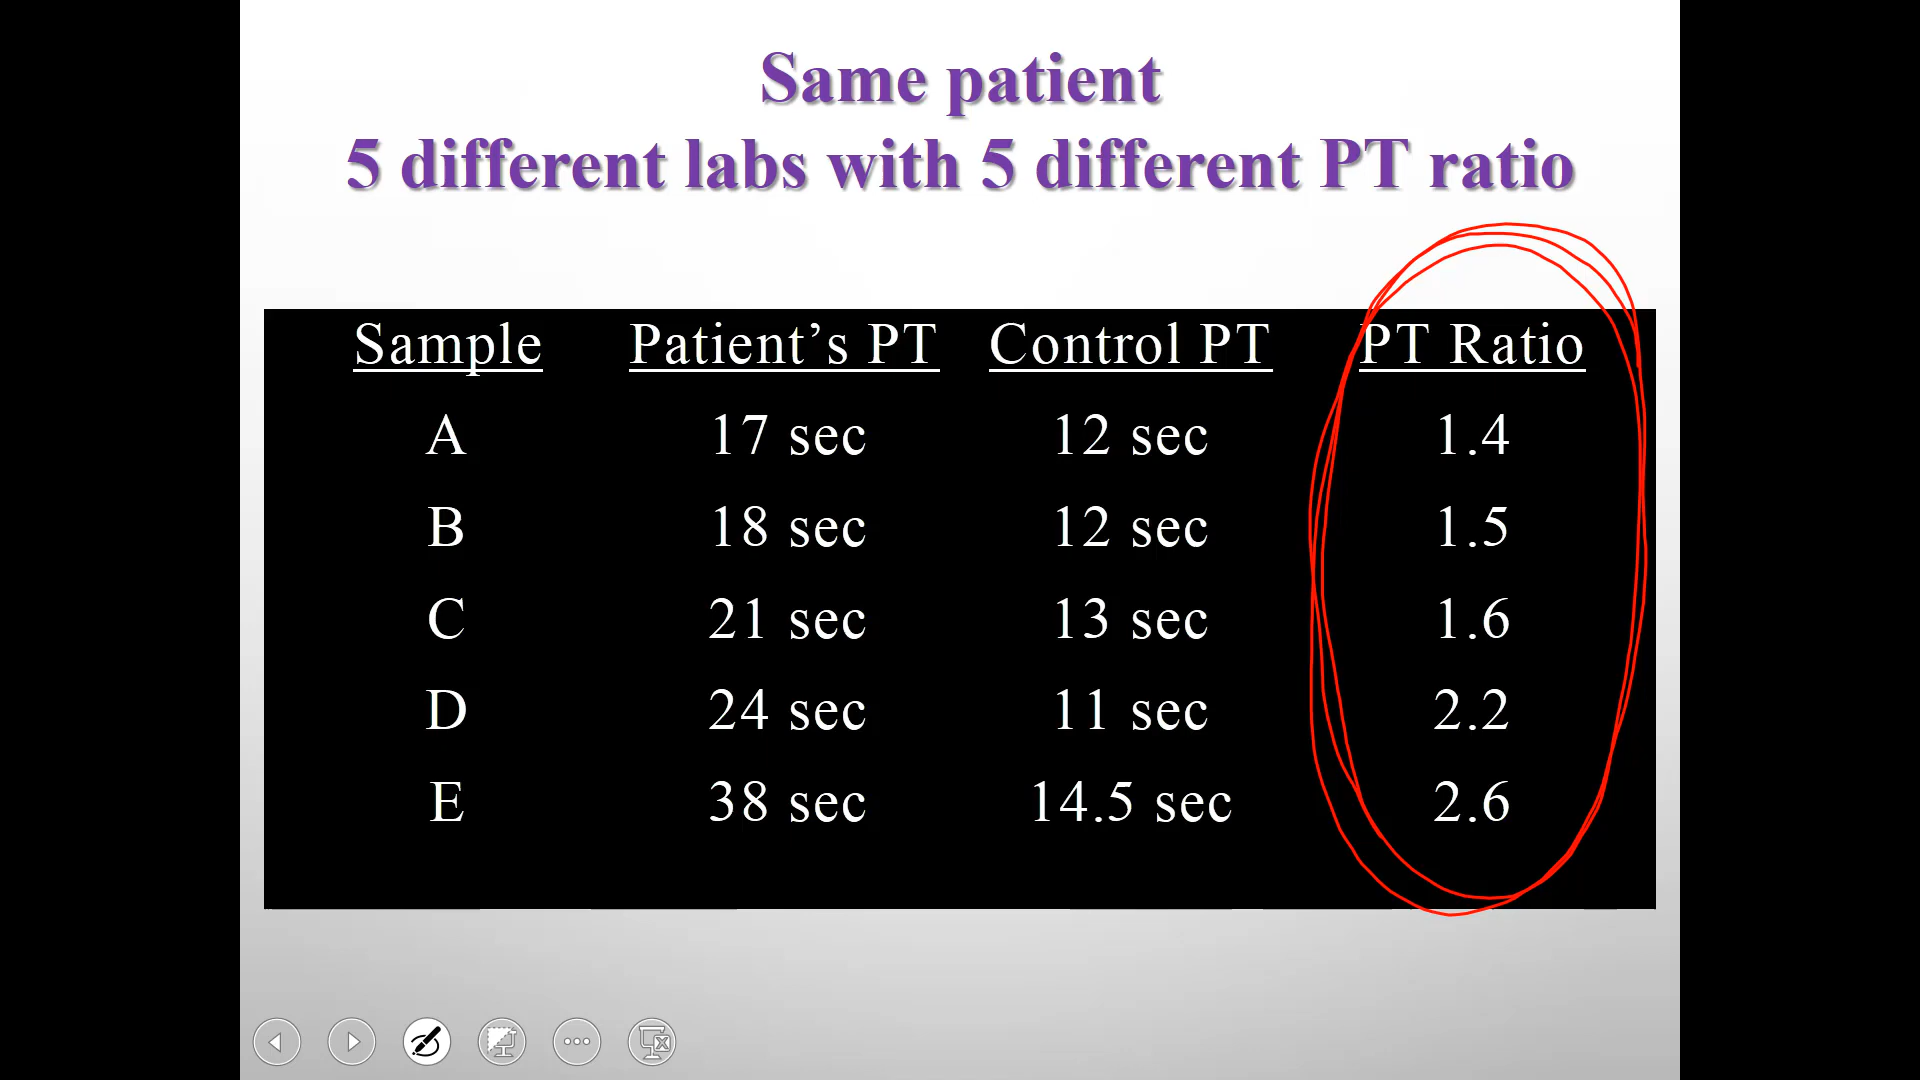 Same patient
5 different labs with 5 different PT ratio
Sample Patient’s PT Control PT PT Ratio
A 17 sec 12 sec 1.4
B 18 sec 12 sec 1.5
C 21 sec 13 sec 1.6
D 24 sec 11 sec 2.2
E 38 sec 14.5 sec 2.6